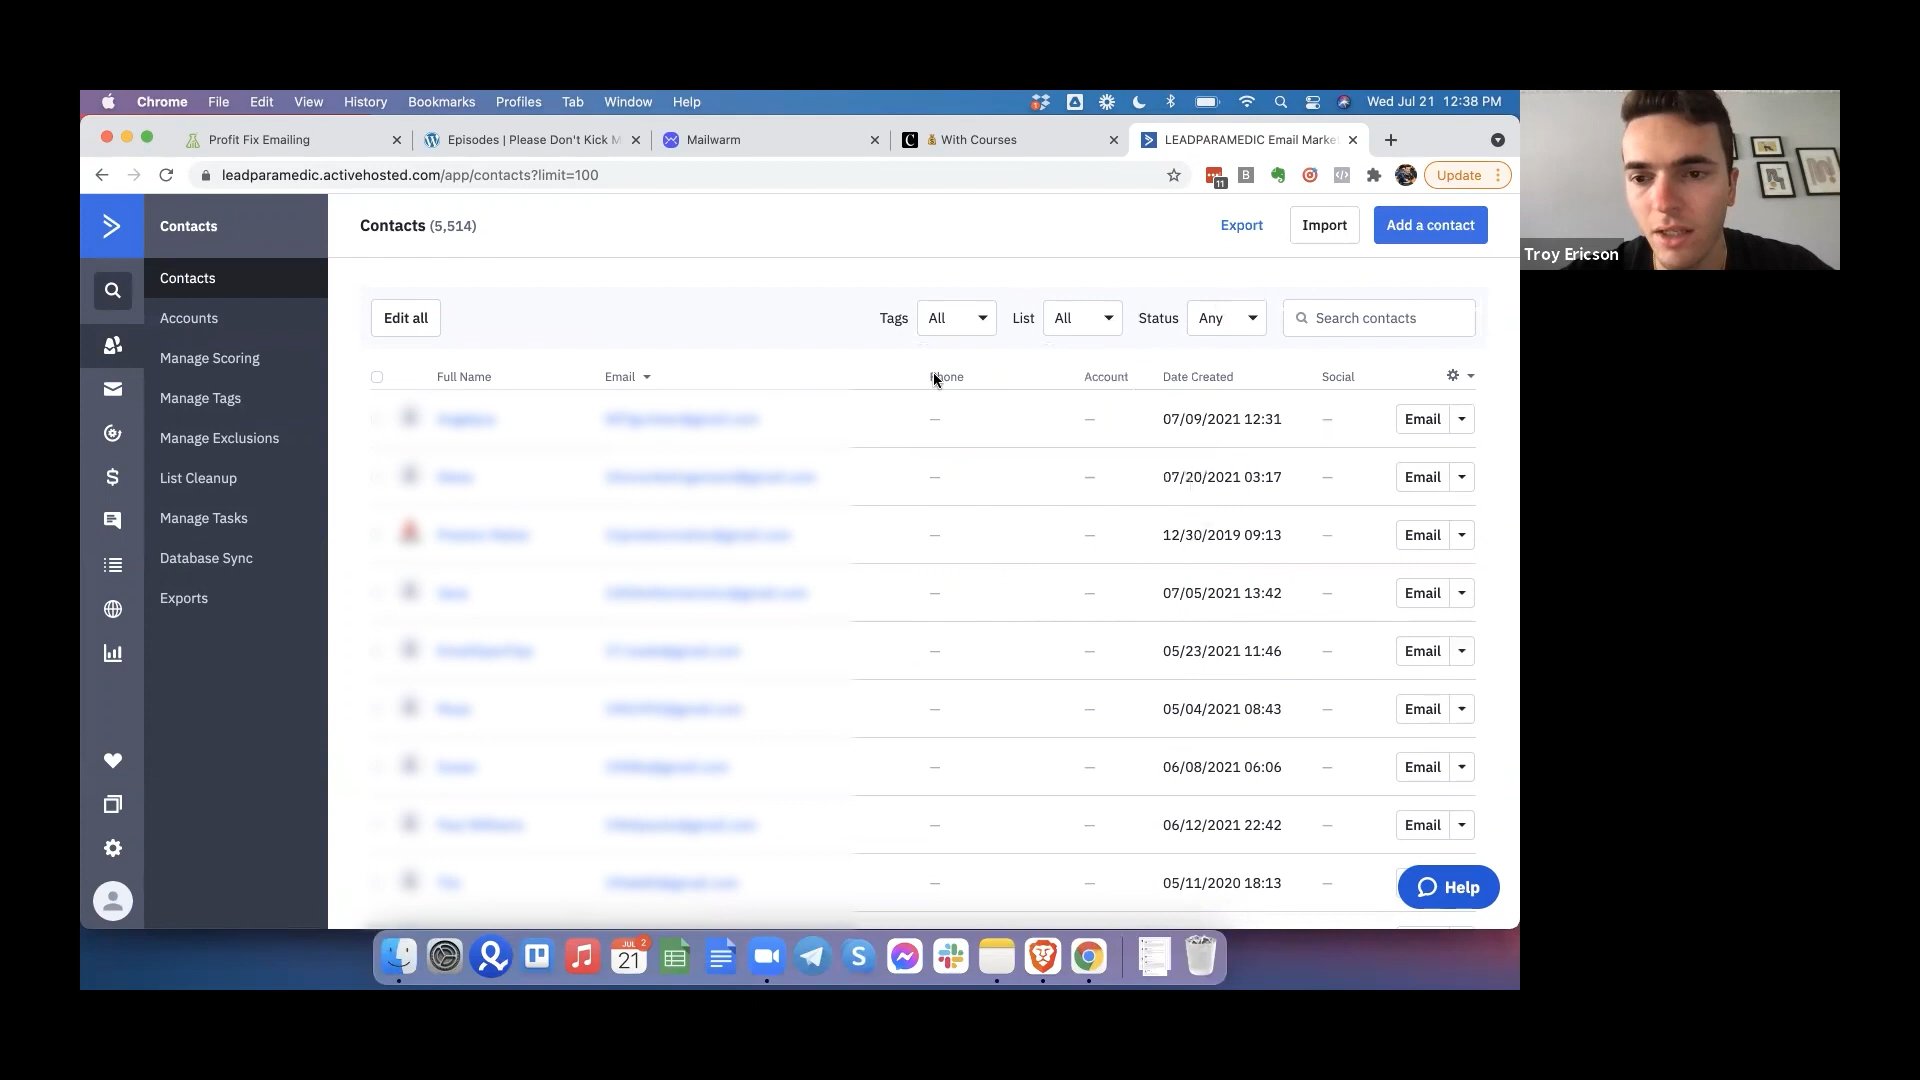 Chrome File Edit View History Bookmarks Profiles Tab Window Help Wed Jul 21 12:38 PM
Profit Fix Emailing Episodes | Please Don't Kick M Mailwarm With Courses LEADPARAMEDIC Email Marke
leadparamedic.activehosted.com/app/contacts?limit=100 11 B Update
Troy Ericson
Contacts
Contacts (5,514) Export Import Add a contact
Contacts
Accounts
Manage Scoring
Manage Tags
Manage Exclusions
List Cleanup
Manage Tasks
Database Sync
Exports
Edit all Tags All List All Status Any Search contacts
Full Name Email Phone Account Date Created Social
— — 07/09/2021 12:31 — Email
— — 07/20/2021 03:17 — Email
— — 12/30/2019 09:13 — Email
— — 07/05/2021 13:42 — Email
— — 05/23/2021 11:46 — Email
— — 05/04/2021 08:43 — Email
— — 06/08/2021 06:06 — Email
— — 06/12/2021 22:42 — Email
— — 05/11/2020 18:13 —
Help
JUL 2
21